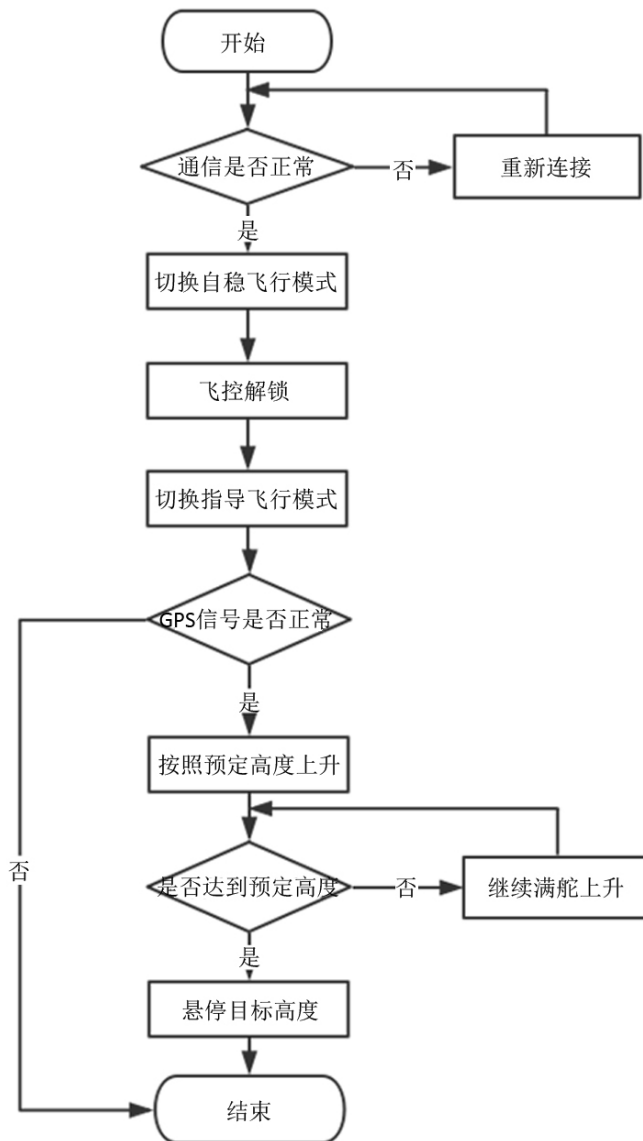 开始
通信是否正常
否
重新连接
是
切换自稳飞行模式
飞控解锁
切换指导飞行模式
GPS信号是否正常
是
按照预定高度上升
否
是否达到预定高度
否
继续满舵上升
是
悬停目标高度
结束